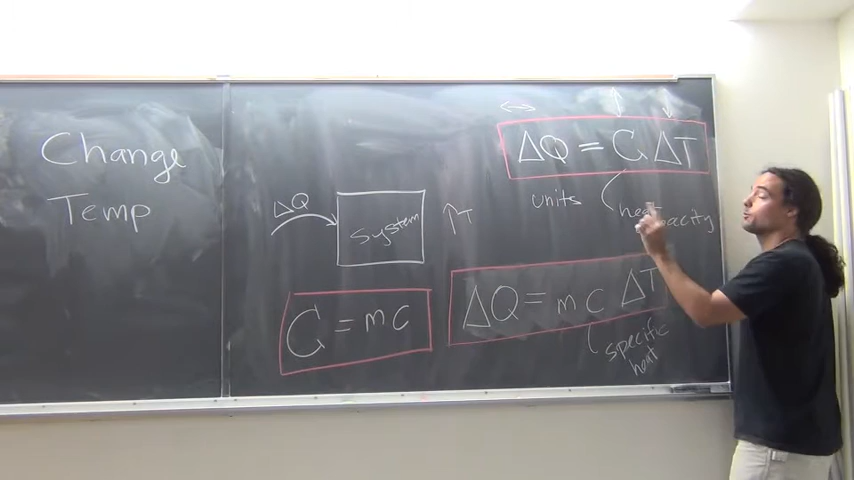 Change
Temp
ΔQ
System
↑T
C = mc
ΔQ = C ΔT
units
heat capacity
ΔQ = mc ΔT
specific
heat